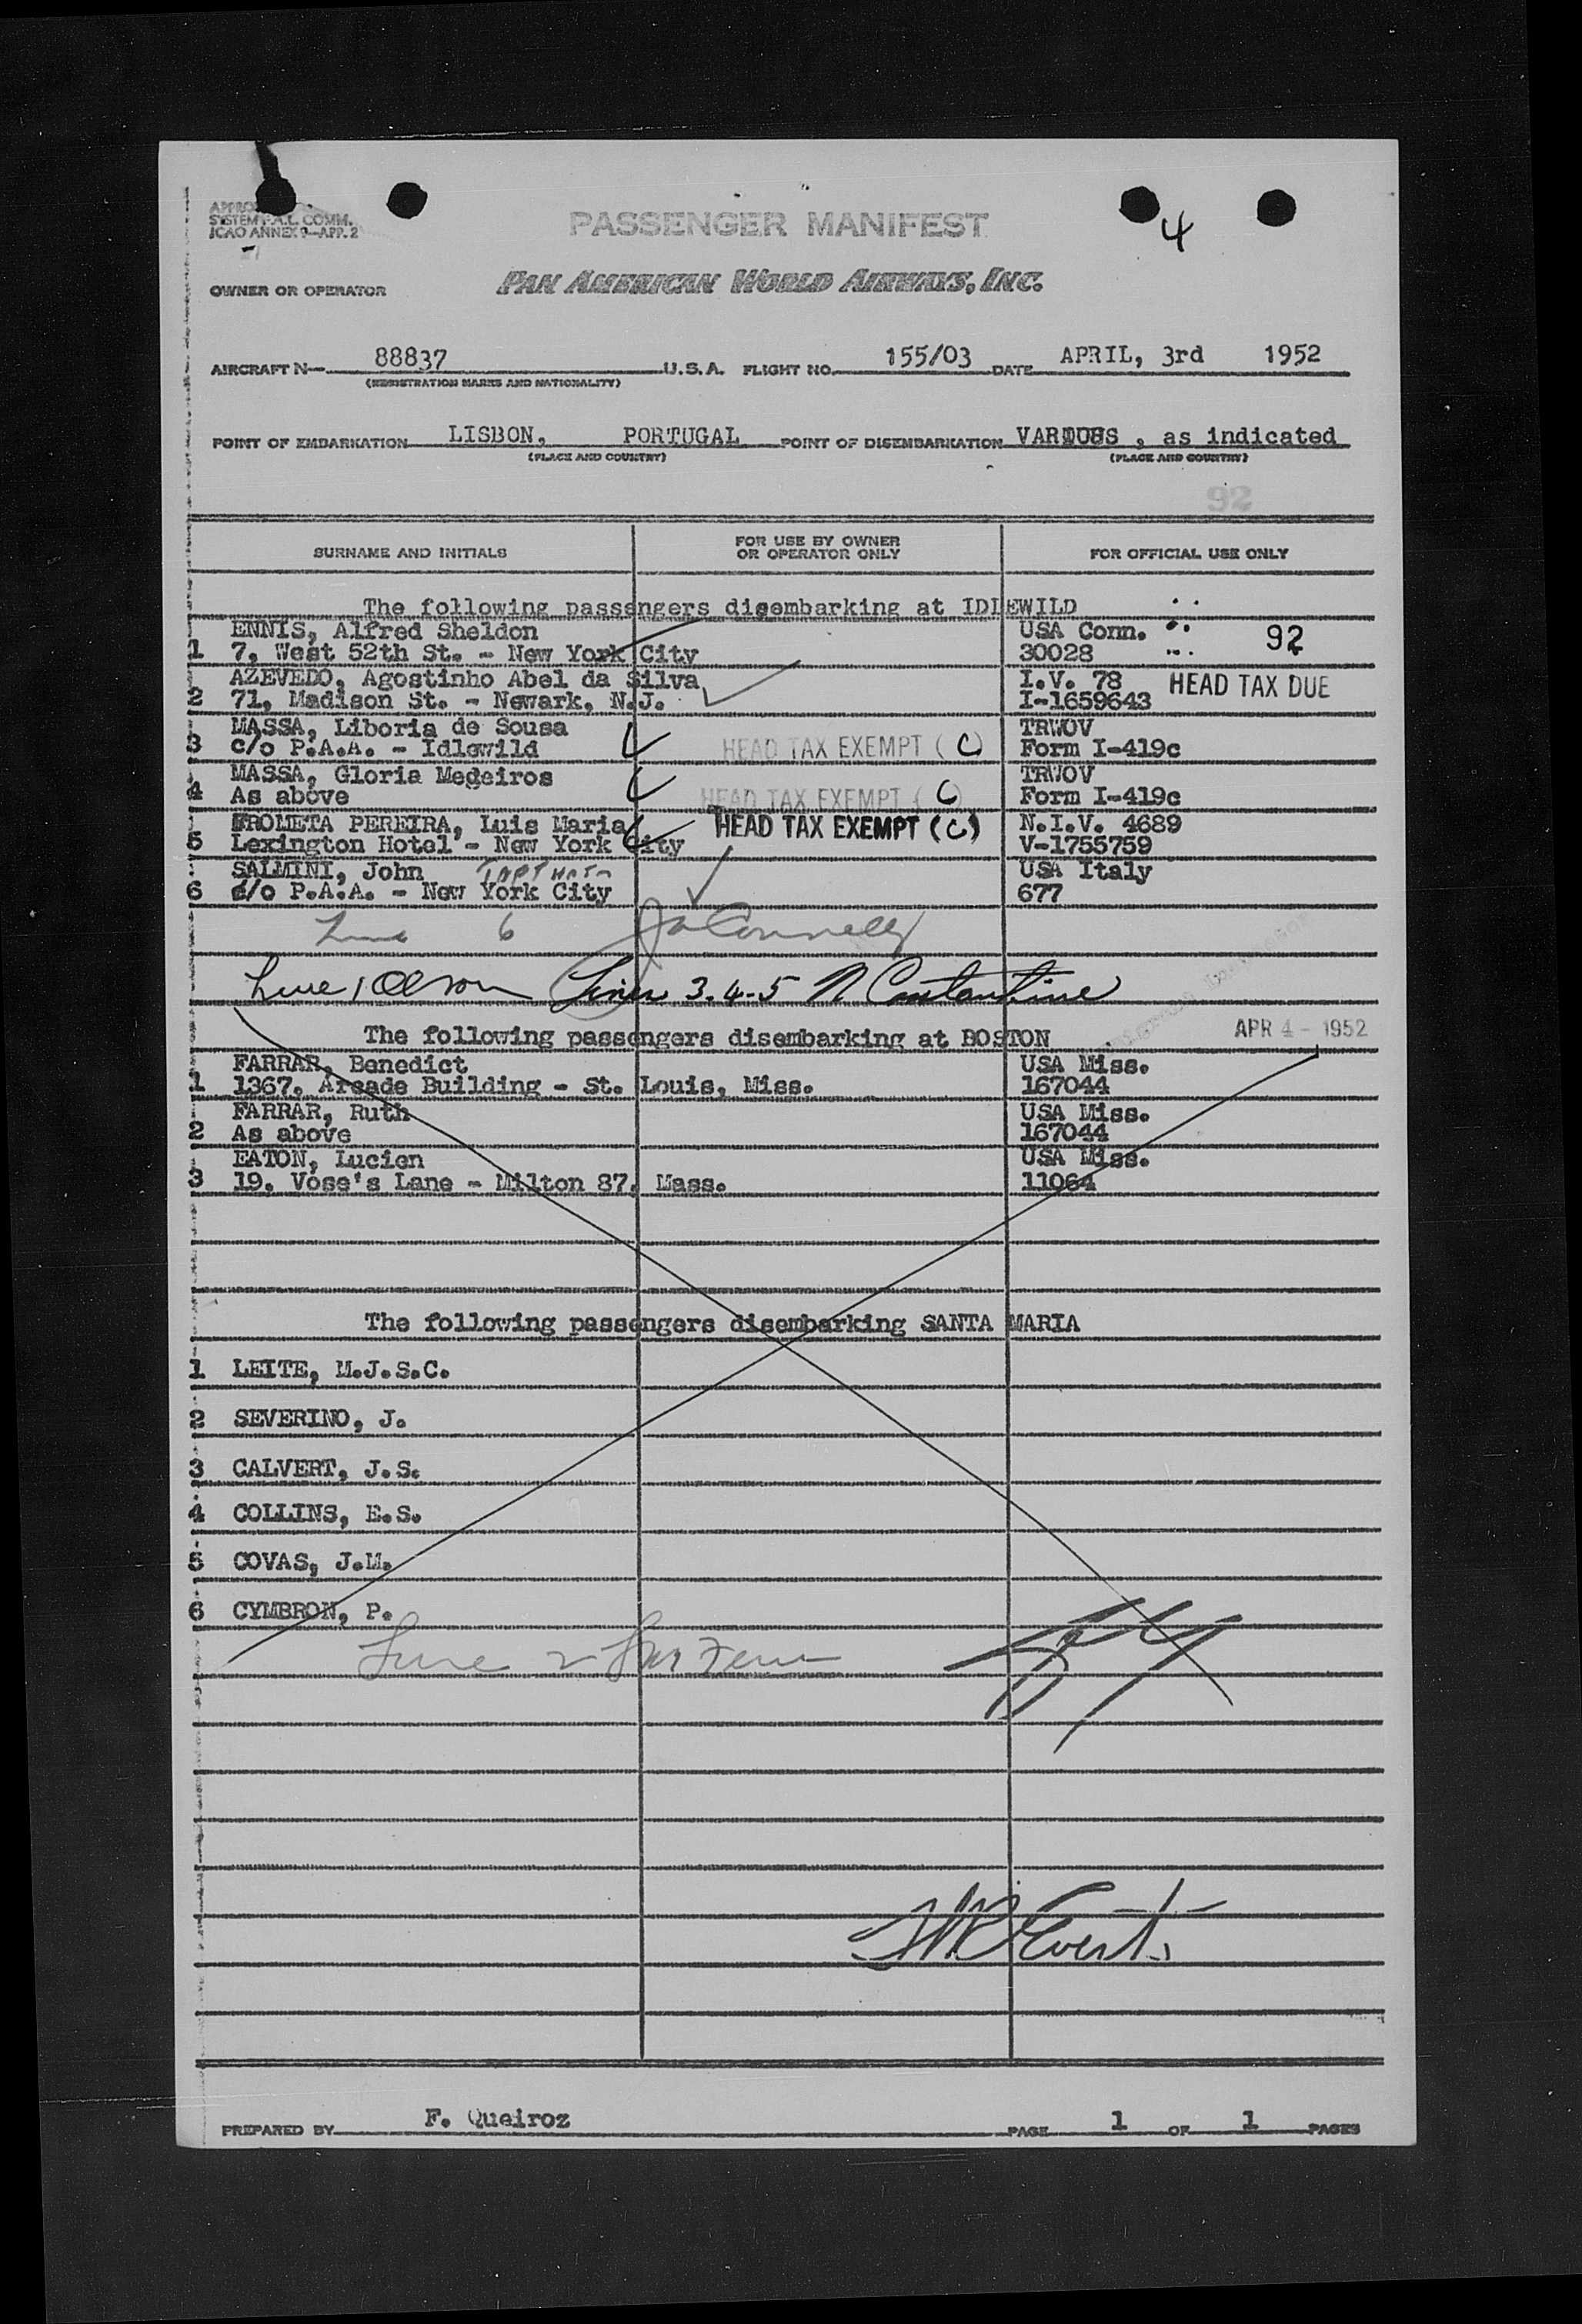 SYSTEM F.A.L. COMM.
ICAO ANNEX 9—APP. 2
PASSENGER MANIFEST
4
OWNER OR OPERATOR
PAN AMERICAN WORLD AIRWAYS, INC.
AIRCRAFT N— 88837 U.S.A. FLIGHT NO. 155/03 DATE APRIL, 3rd 1952
(REGISTRATION MARKS AND NATIONALITY)
POINT OF EMBARKATION LISBON, PORTUGAL POINT OF DISEMBARKATION VARIOUS , as indicated
(PLACE AND COUNTRY) (PLACE AND COUNTRY)
92
SURNAME AND INITIALS FOR USE BY OWNER OR OPERATOR ONLY FOR OFFICIAL USE ONLY
The following passengers disembarking at IDLEWILD
ENNIS, Alfred Sheldon USA Conn. 92
1 7, West 52th St. - New York City 30028
AZEVEDO, Agostinho Abel da Silva I.V. 78 HEAD TAX DUE
2 71, Madison St. - Newark, N.J. I-1659643
MASSA, Liboria de Sousa TRWOV
3 c/o P.A.A. - Idlewild HEAD TAX EXEMPT (C) Form I-419c
MASSA, Gloria Medeiros TRWOV
4 As above HEAD TAX EXEMPT (C) Form I-419c
FROMETA PEREIRA, Luis Maria HEAD TAX EXEMPT (C) N.I.V. 4689
5 Lexington Hotel - New York City V-1755759
SALMINI, John USA Italy
6 c/o P.A.A. - New York City 677
Line 6 Connelly
Line 1 Olson Lines 3-4-5 N Constantine
The following passengers disembarking at BOSTON APR 4 - 1952
FARRAR, Benedict USA Miss.
1 1367, Arcade Building - St. Louis, Miss. 167044
FARRAR, Ruth USA Miss.
2 As above 167044
EATON, Lucien USA Miss.
3 19, Vose's Lane - Milton 87, Mass. 11064
The following passengers disembarking SANTA MARIA
1 LEITE, M.J.S.C.
2 SEVERINO, J.
3 CALVERT, J.S.
4 COLLINS, E.S.
5 COVAS, J.M.
6 CYMBRON, P.
Line 2
PREPARED BY F. Queiroz PAGE 1 OF 1 PAGES